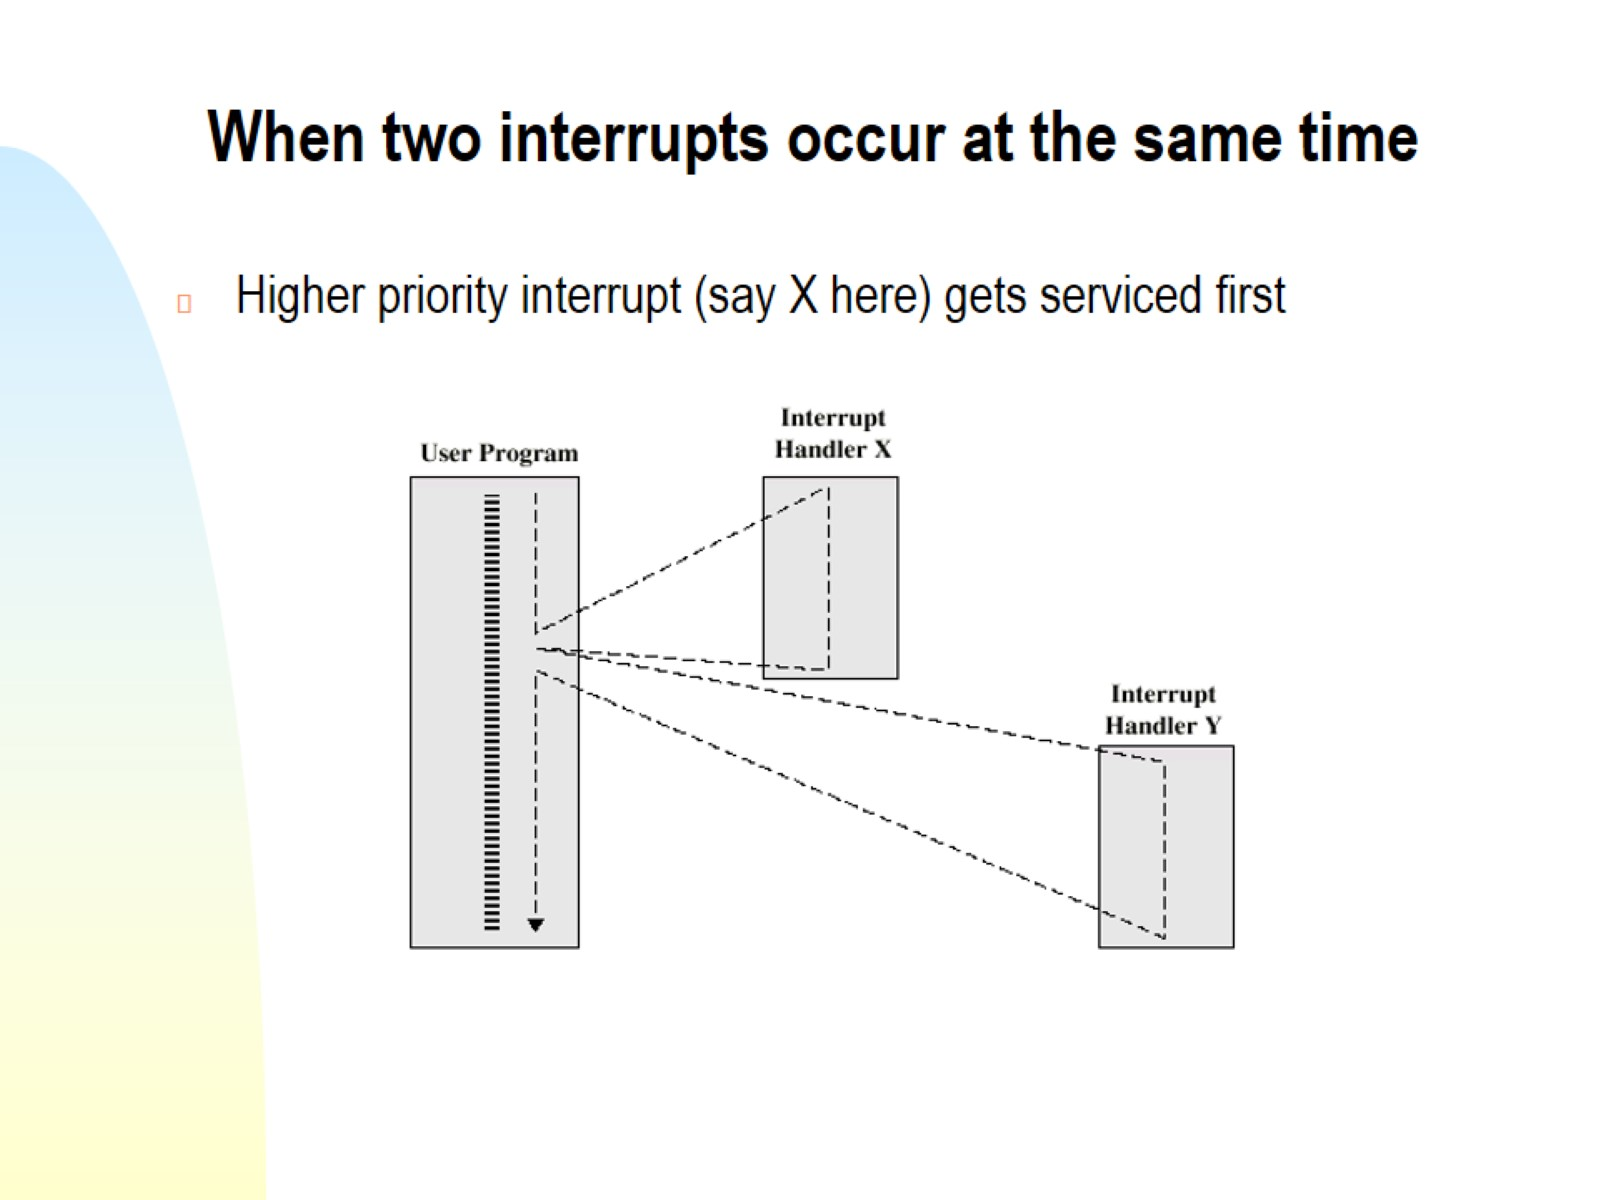 When two interrupts occur at the same time
Higher priority interrupt (say X here) gets serviced first
Interrupt
Handler X
User Program
Interrupt
Handler Y